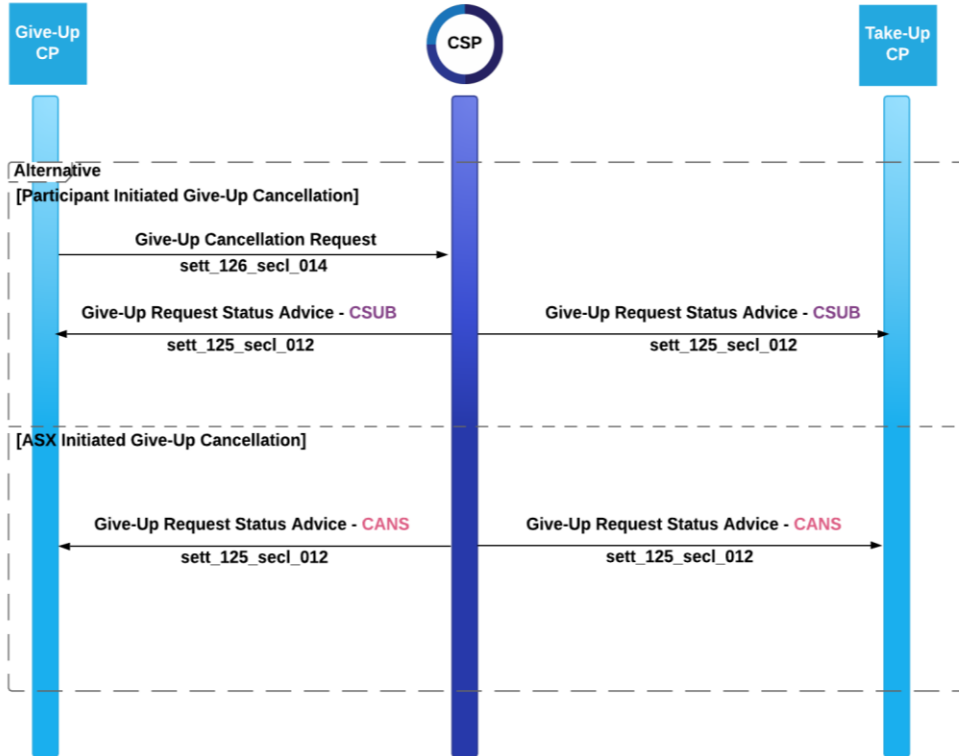 Give-Up
CP
CSP
Take-Up
CP
Alternative
[Participant Initiated Give-Up Cancellation]
Give-Up Cancellation Request
sett_126_secl_014
Give-Up Request Status Advice - CSUB
sett_125_secl_012
Give-Up Request Status Advice - CSUB
sett_125_secl_012
[ASX Initiated Give-Up Cancellation]
Give-Up Request Status Advice - CANS
sett_125_secl_012
Give-Up Request Status Advice - CANS
sett_125_secl_012